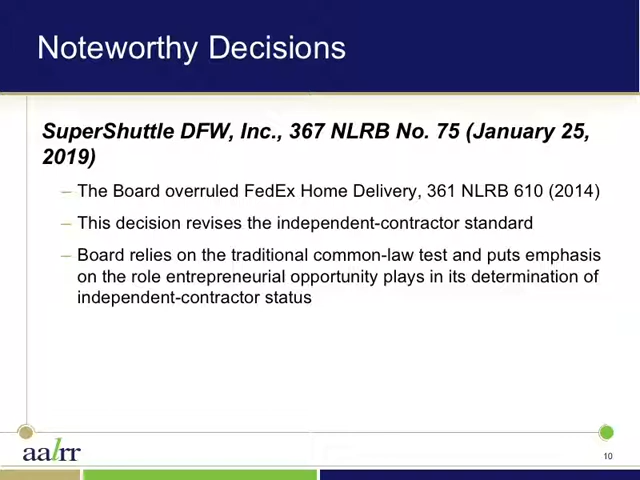 Noteworthy Decisions
SuperShuttle DFW, Inc., 367 NLRB No. 75 (January 25,
2019)
– The Board overruled FedEx Home Delivery, 361 NLRB 610 (2014)
– This decision revises the independent-contractor standard
– Board relies on the traditional common-law test and puts emphasis
on the role entrepreneurial opportunity plays in its determination of
independent-contractor status
aalrr
10